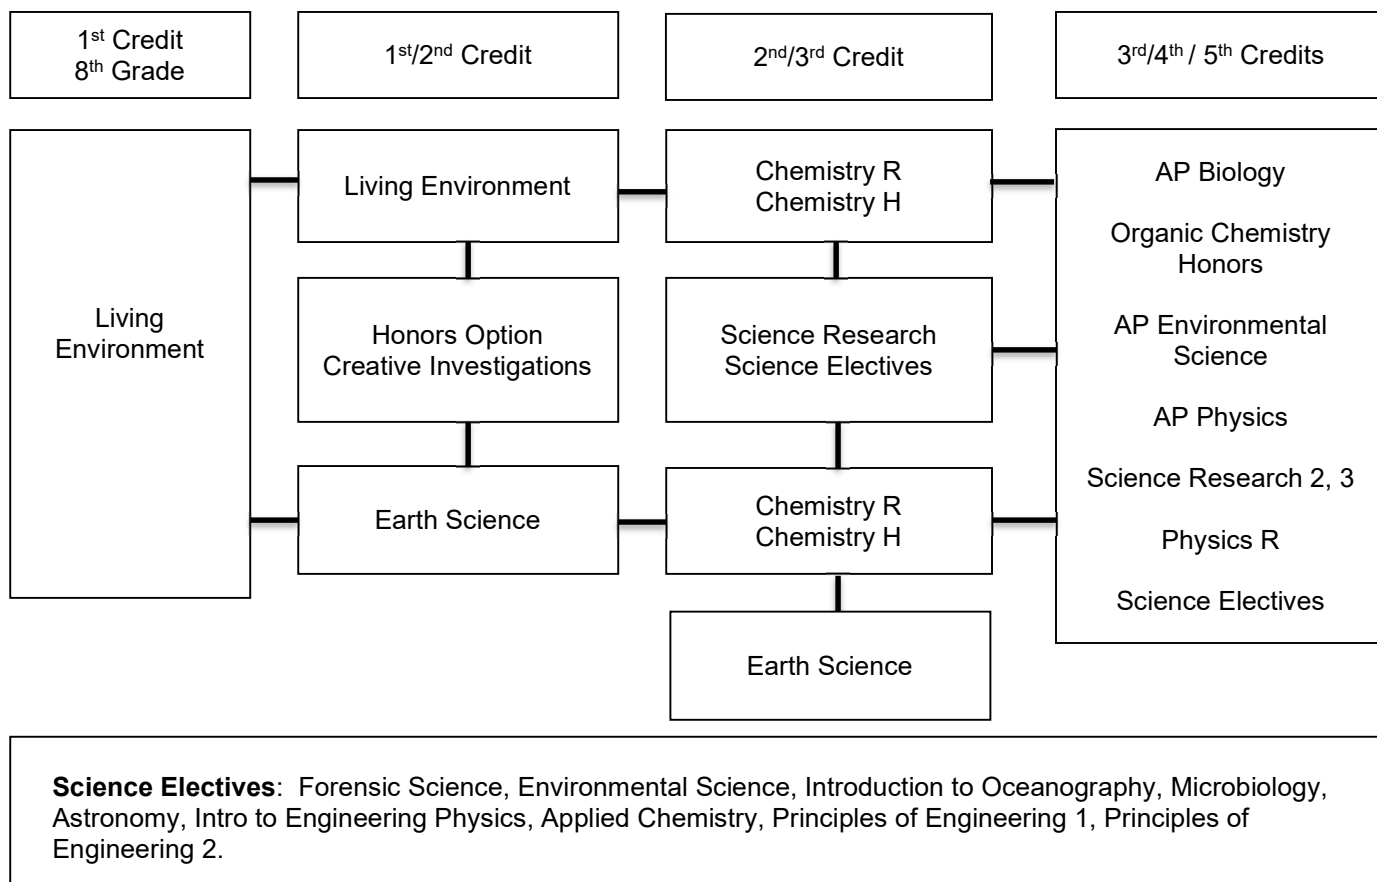 1st Credit
8th Grade
1st/2nd Credit
2nd/3rd Credit
3rd/4th / 5th Credits
Living
Environment
Living Environment
Honors Option
Creative Investigations
Earth Science
Chemistry R
Chemistry H
Science Research
Science Electives
Chemistry R
Chemistry H
Earth Science
AP Biology
Organic Chemistry
Honors
AP Environmental
Science
AP Physics
Science Research 2, 3
Physics R
Science Electives
Science Electives:  Forensic Science, Environmental Science, Introduction to Oceanography, Microbiology,
Astronomy, Intro to Engineering Physics, Applied Chemistry, Principles of Engineering 1, Principles of
Engineering 2.